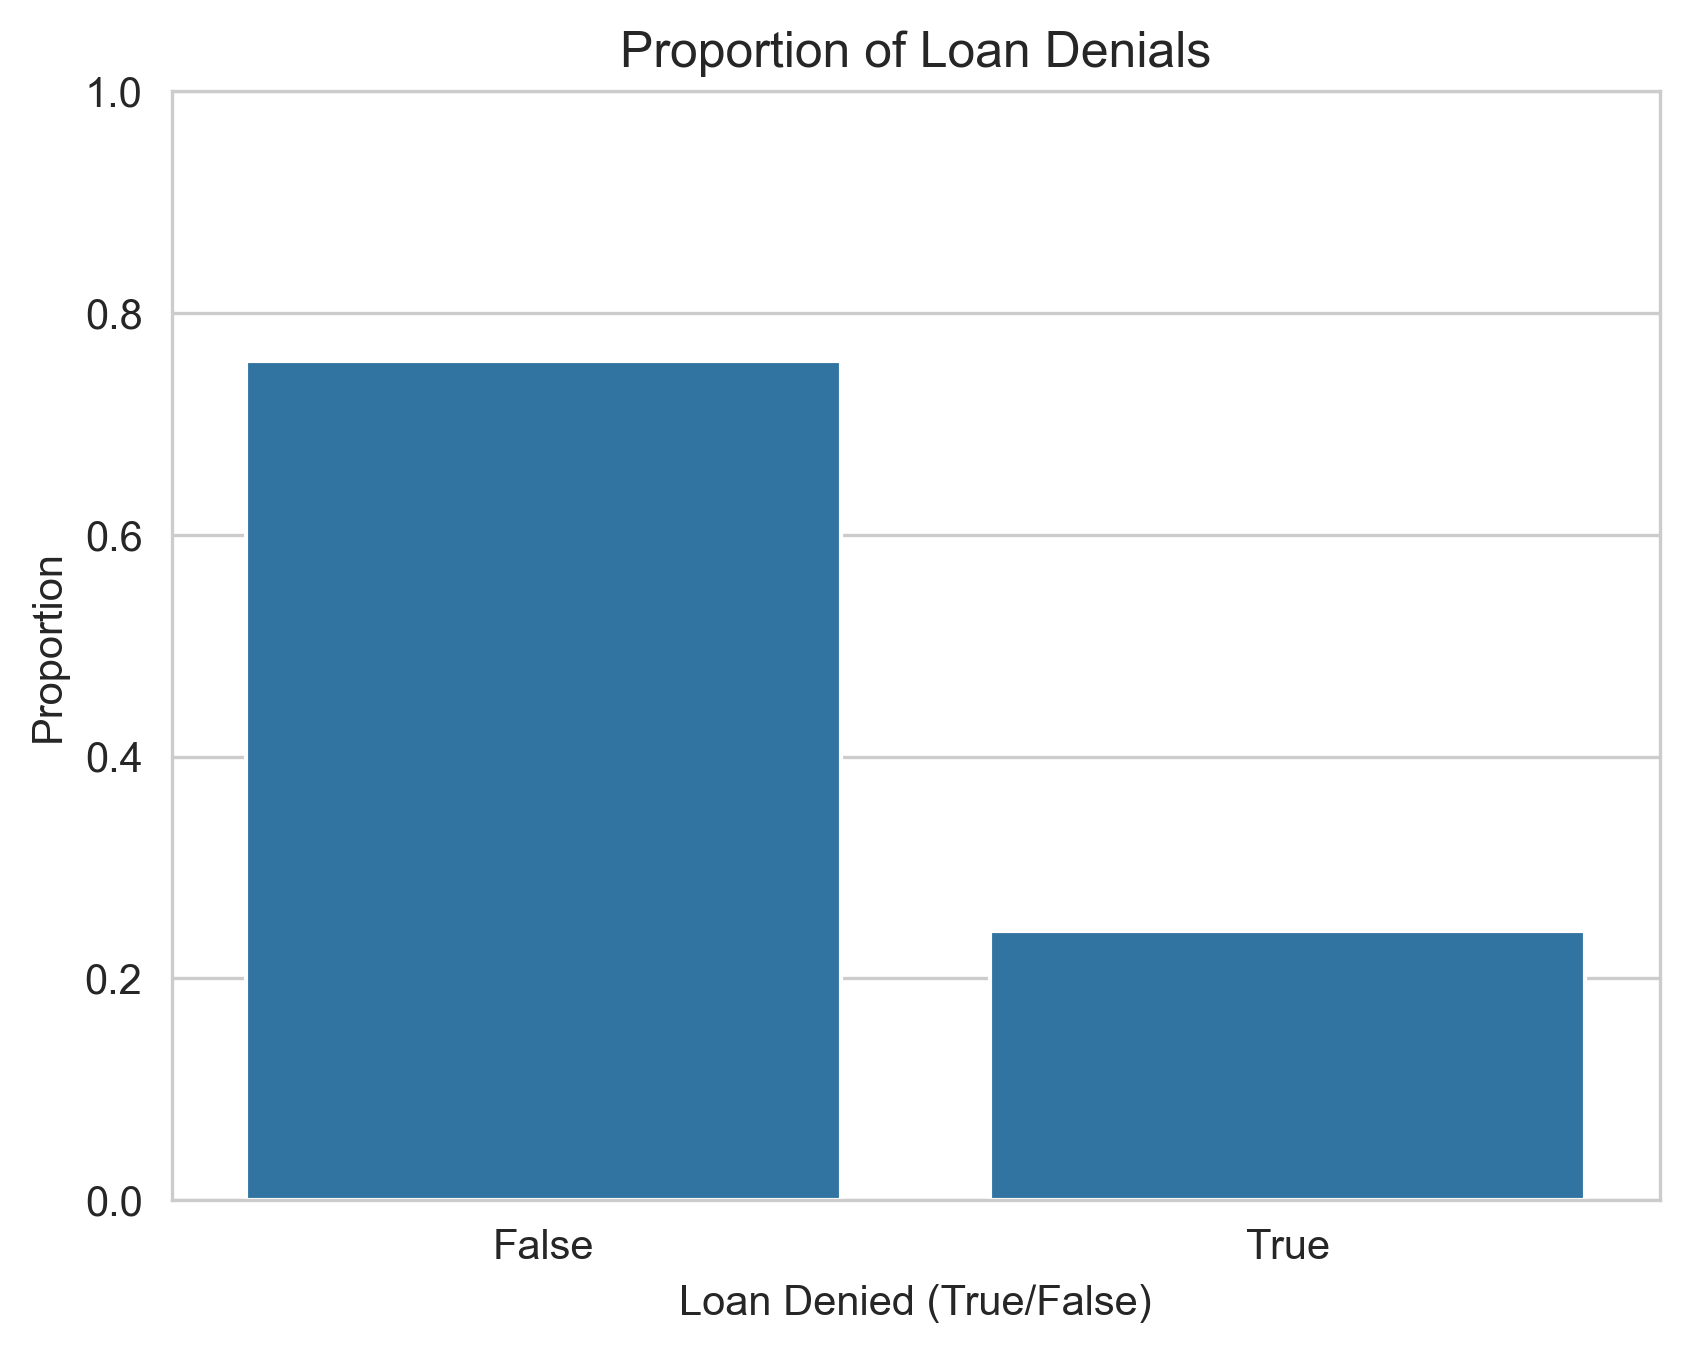 Proportion of Loan Denials
1.0
0.8
0.6
0.4
0.2
0.0
Proportion
False
True
Loan Denied (True/False)